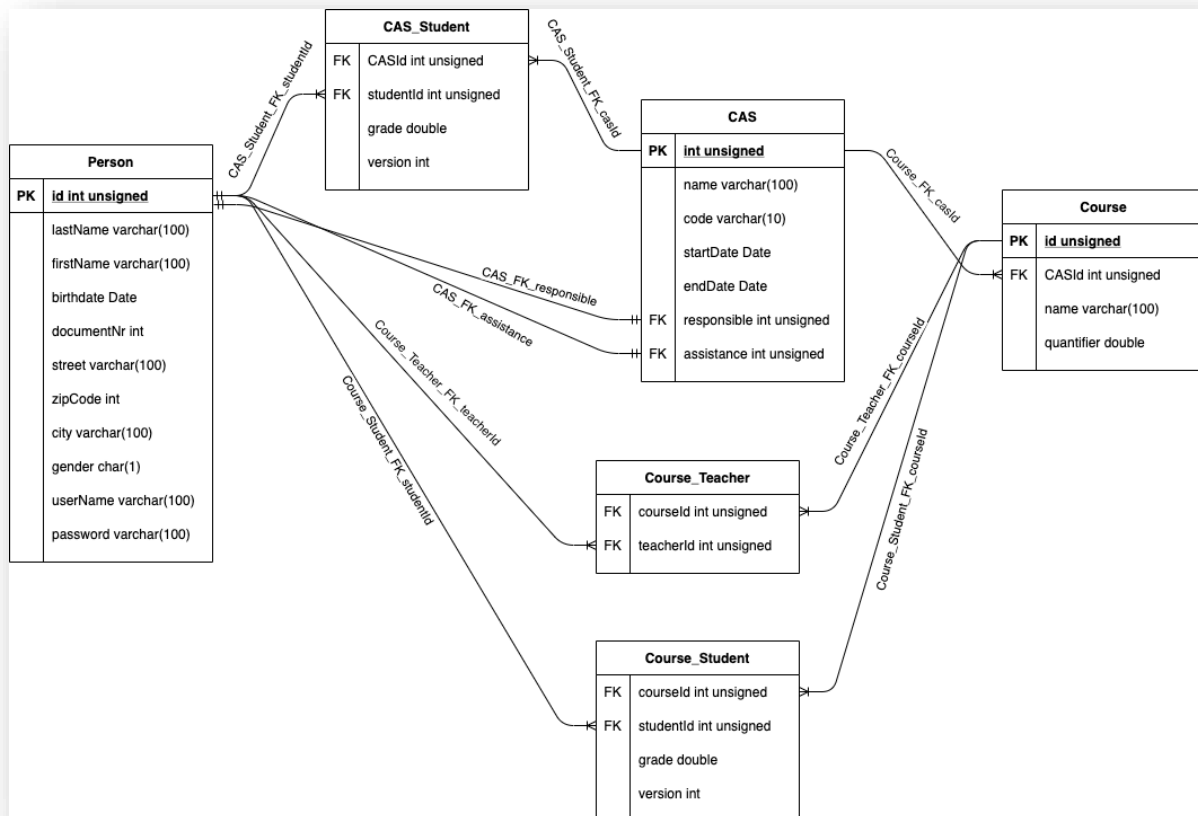 CAS_Student
FK CASId int unsigned
FK studentId int unsigned
grade double
version int
CAS_Student_FK_studentId
CAS_Student_FK_casId
Person
PK id int unsigned
lastName varchar(100)
firstName varchar(100)
birthdate Date
documentNr int
street varchar(100)
zipCode int
city varchar(100)
gender char(1)
userName varchar(100)
password varchar(100)
CAS
PK int unsigned
name varchar(100)
code varchar(10)
startDate Date
endDate Date
FK responsible int unsigned
FK assistance int unsigned
Course_FK_casId
Course
PK id unsigned
FK CASId int unsigned
name varchar(100)
quantifier double
CAS_FK_responsible
CAS_FK_assistance
Course_Teacher_FK_teacherId
Course_Student_FK_studentId
Course_Teacher_FK_courseId
Course_Student_FK_courseId
Course_Teacher
FK courseId int unsigned
FK teacherId int unsigned
Course_Student
FK courseId int unsigned
FK studentId int unsigned
grade double
version int